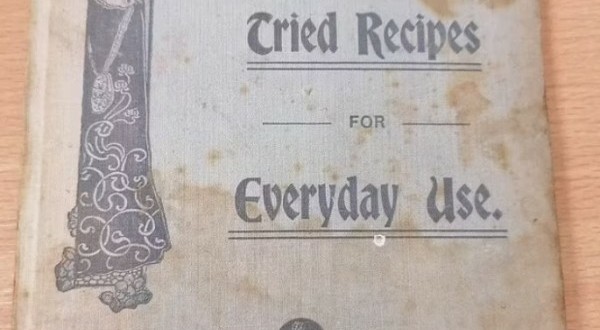 Tried Recipes
FOR
Everyday Use.